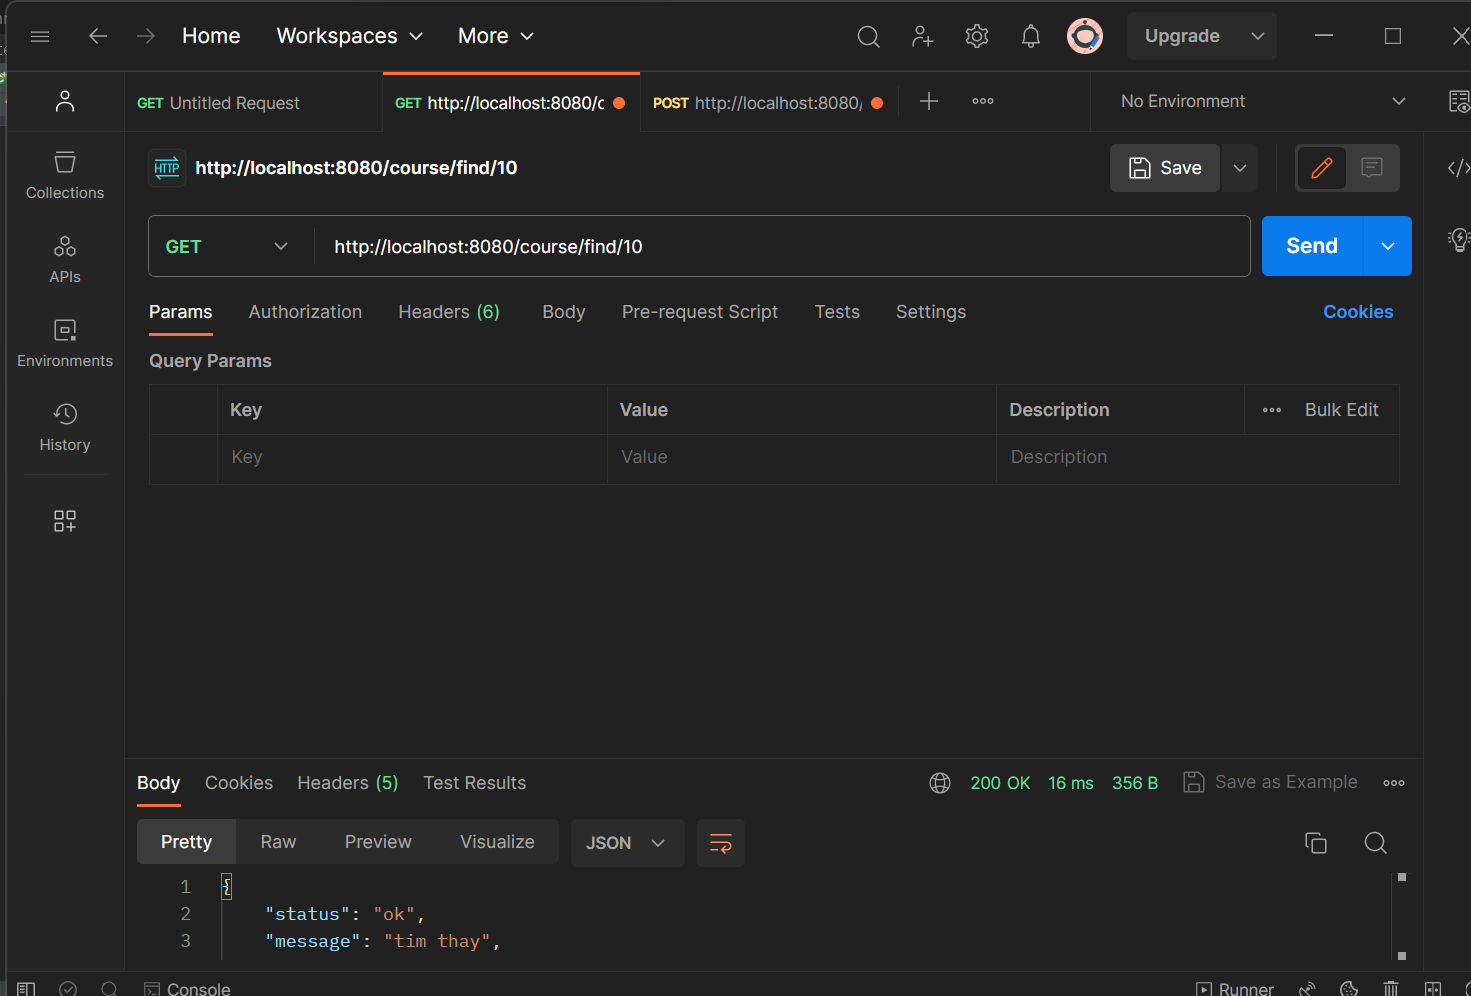 Home Workspaces More Upgrade
GET Untitled Request GET http://localhost:8080/c POST http://localhost:8080/ No Environment
HTTP http://localhost:8080/course/find/10 Save
Collections
GET http://localhost:8080/course/find/10 Send
APIs
Params Authorization Headers (6) Body Pre-request Script Tests Settings Cookies
Environments
Query Params
Key Value Description Bulk Edit
Key Value Description
History
Body Cookies Headers (5) Test Results 200 OK 16 ms 356 B Save as Example
Pretty Raw Preview Visualize JSON
1 {
2 "status": "ok",
3 "message": "tim thay",
Console Runner